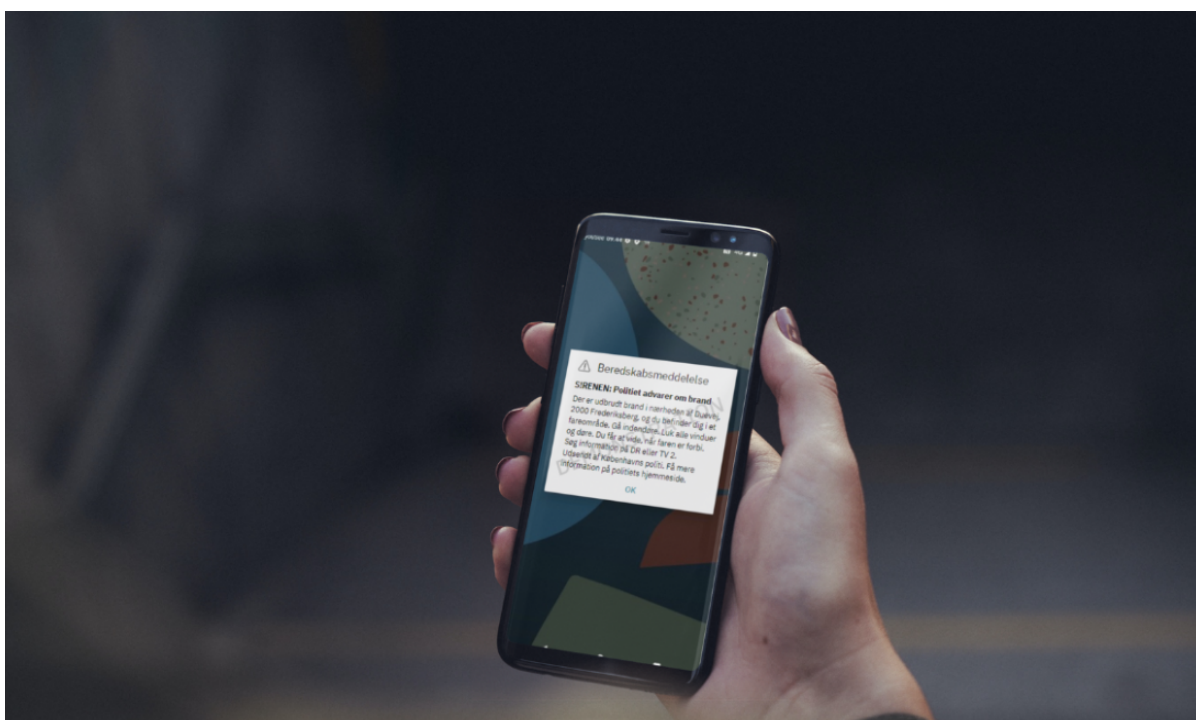 Beredskabsmeddelelse
SIRENEN: Politiet advarer om brand
Der er udbrudt brand i nærheden af Buevej,
2000 Frederiksberg, og du befinder dig i et
fareområde. Gå indendørs. Luk alle vinduer
og døre. Du får at vide, når faren er forbi.
Søg information på DR eller TV 2.
Udsendt af Københavns politi. Få mere
information på politiets hjemmeside.
OK